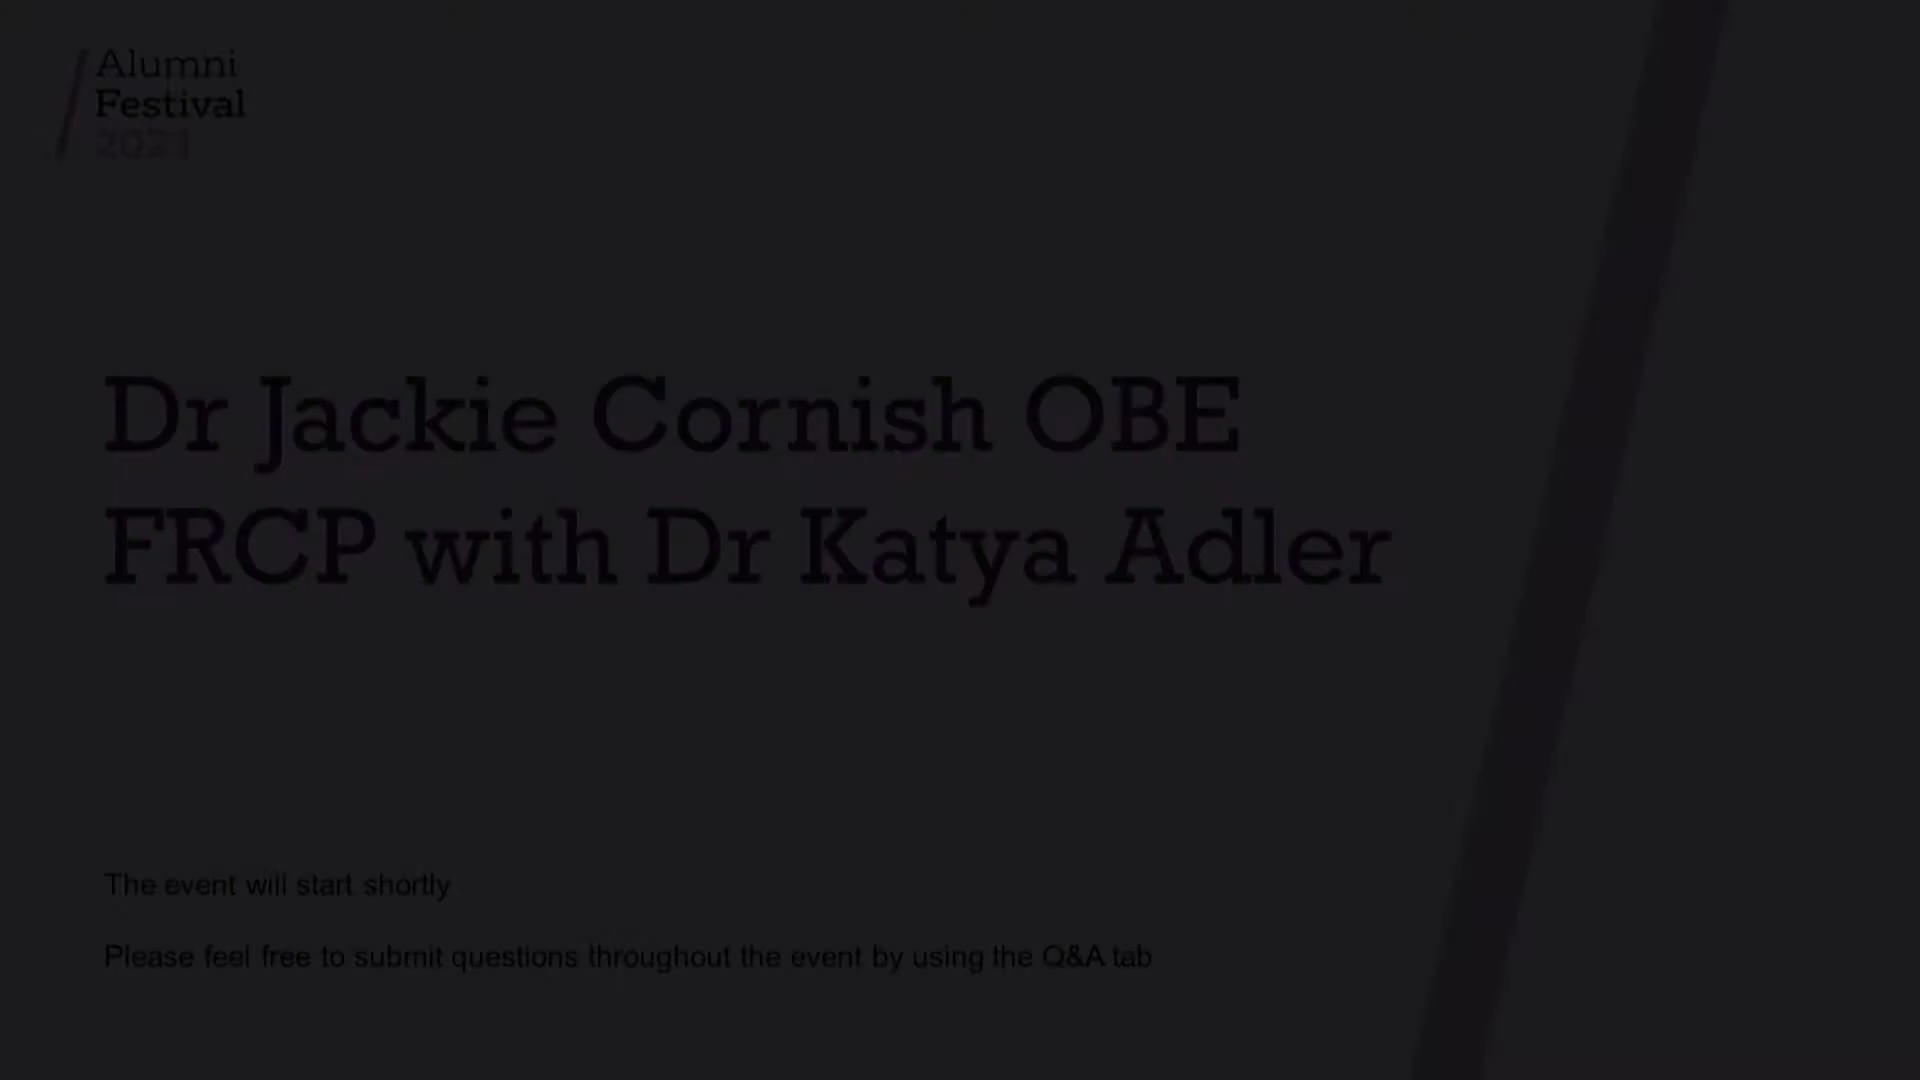 Alumni
Festival
2021
Dr Jackie Cornish OBE
FRCP with Dr Katya Adler
The event will start shortly
Please feel free to submit questions throughout the event by using the Q&A tab